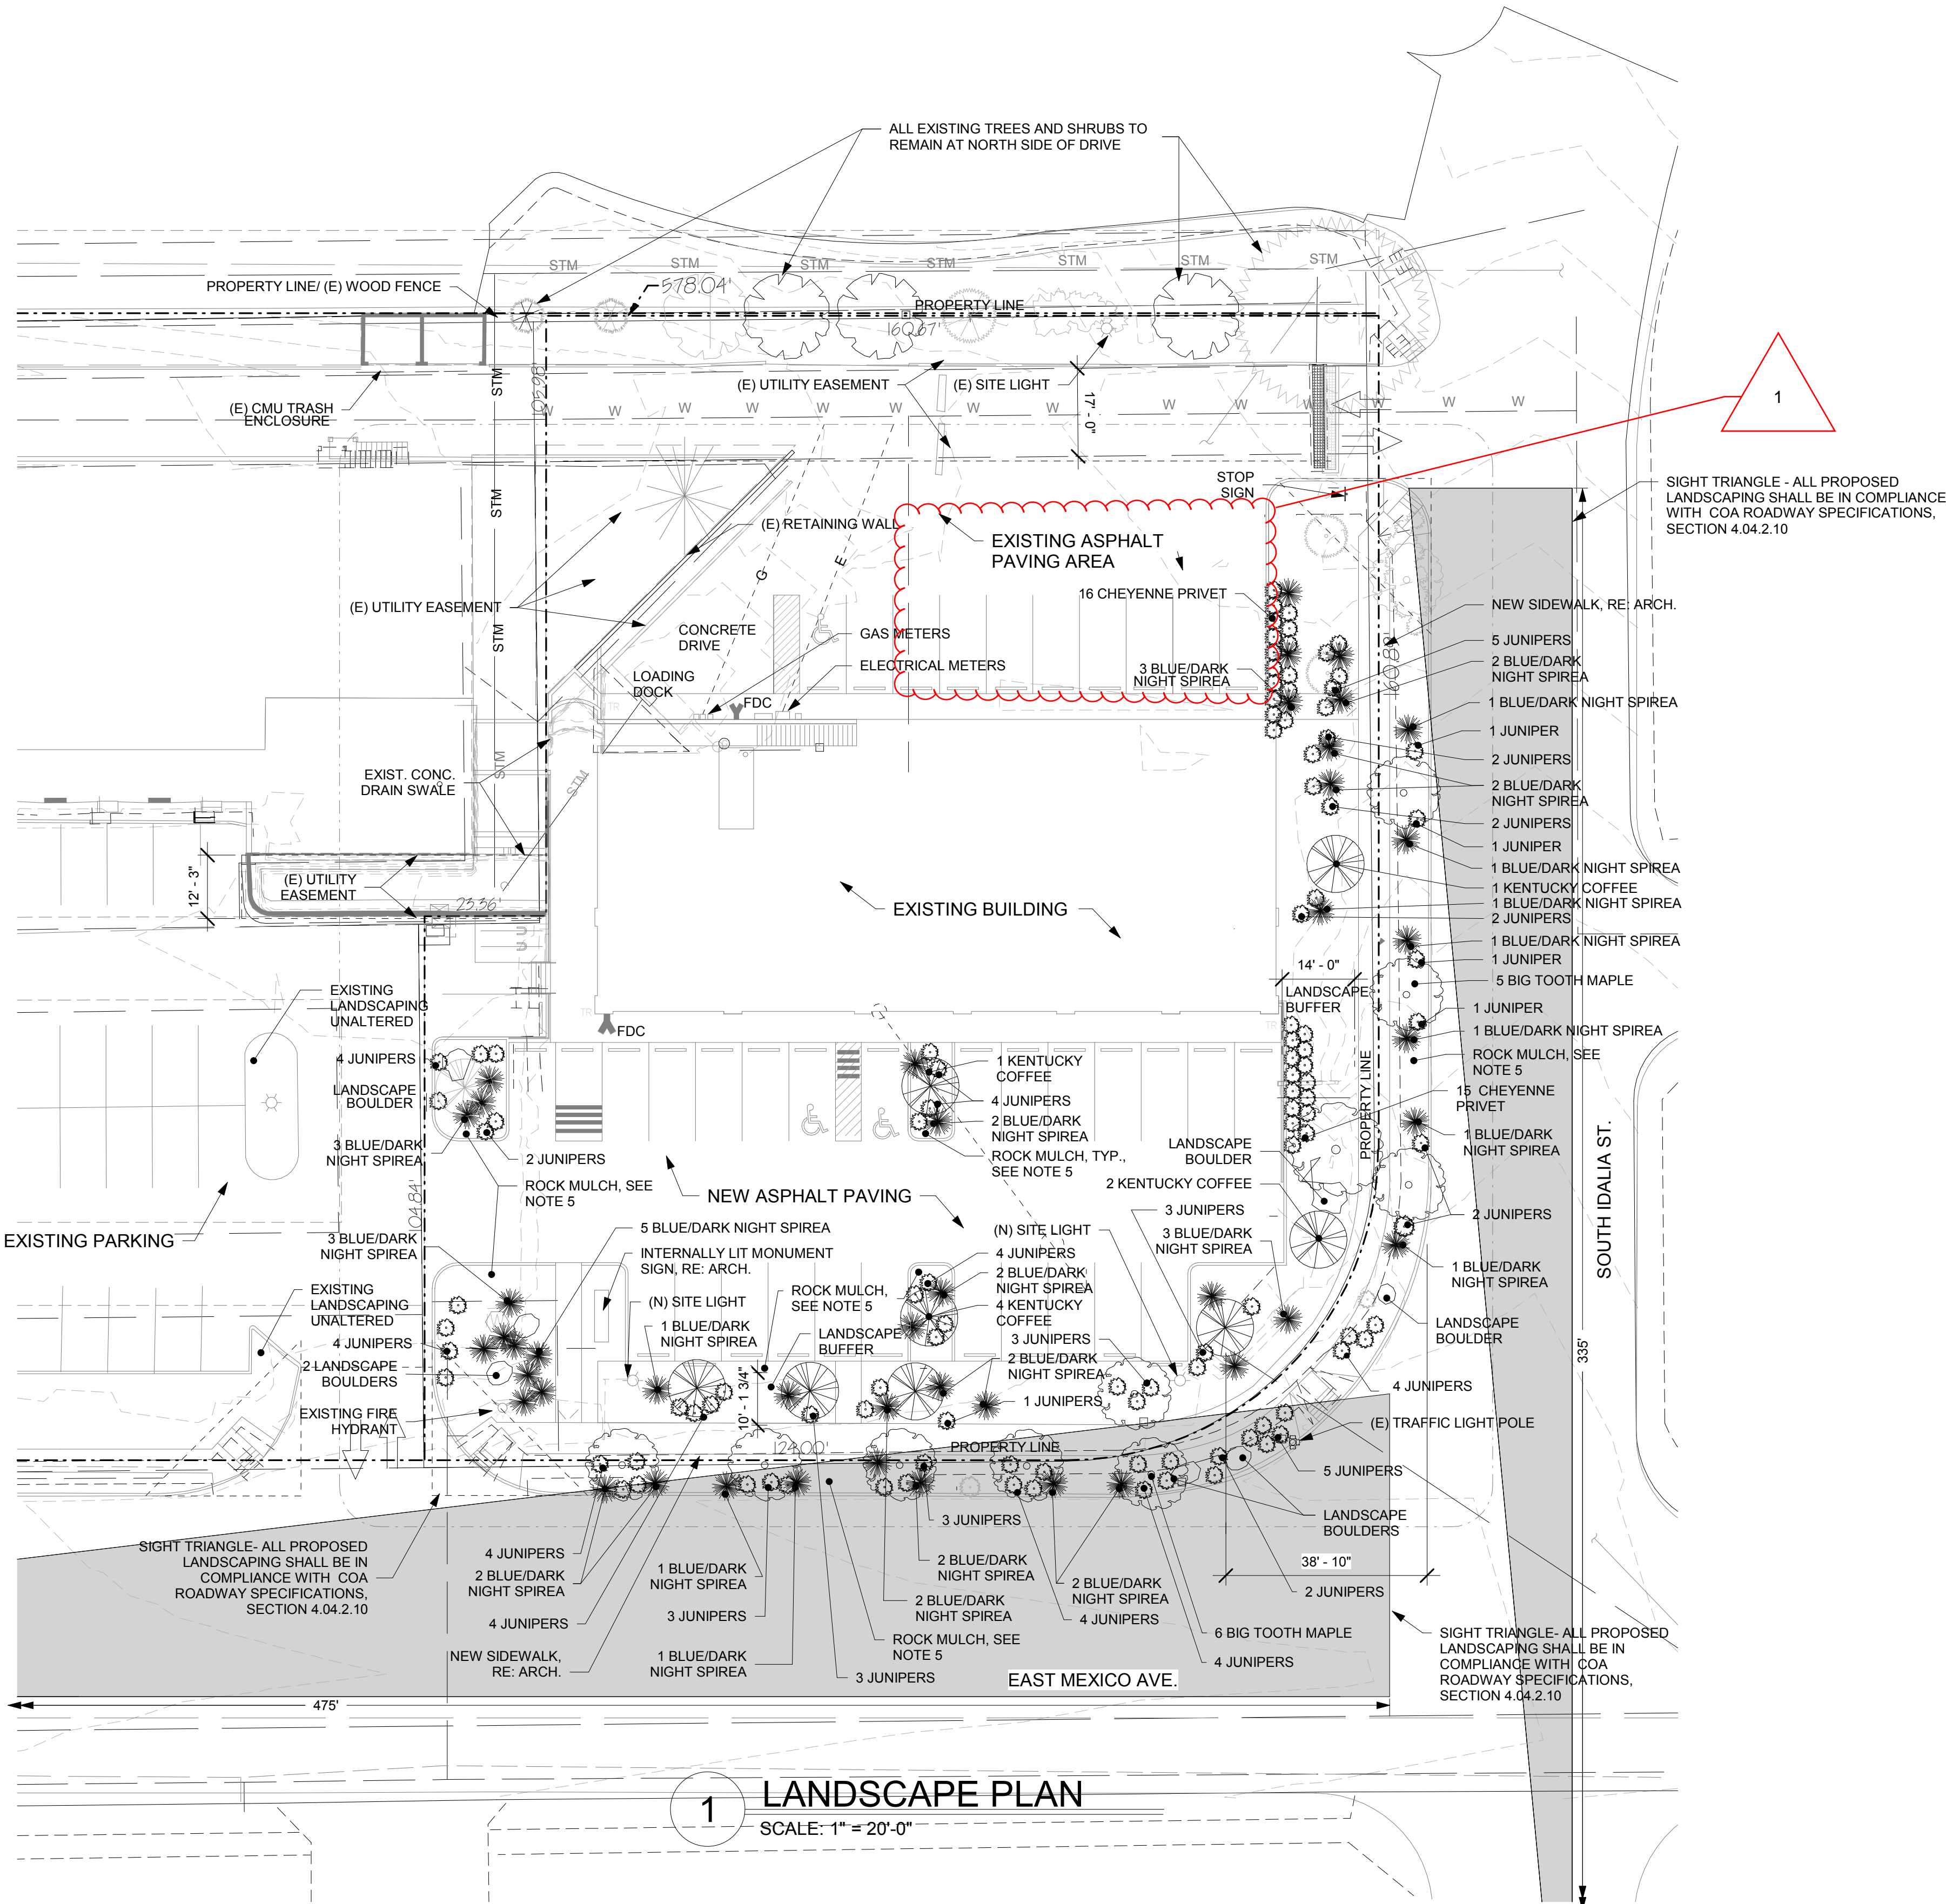 ALL EXISTING TREES AND SHRUBS TO
REMAIN AT NORTH SIDE OF DRIVE
STM
STM
STM
STM
STM
STM
STM
PROPERTY LINE/ (E) WOOD FENCE
578.04'
PROPERTY LINE
160.67'
(E) UTILITY EASEMENT
(E) SITE LIGHT
17' - 0"
(E) CMU TRASH
ENCLOSURE
STM
W
W
W
W
W
W
W
W
W
W
W
W
W
W
1
STOP
SIGN
SIGHT TRIANGLE - ALL PROPOSED
LANDSCAPING SHALL BE IN COMPLIANCE
WITH COA ROADWAY SPECIFICATIONS,
SECTION 4.04.2.10
STM
(E) RETAINING WALL
EXISTING ASPHALT
PAVING AREA
G
E
16 CHEYENNE PRIVET
(E) UTILITY EASEMENT
NEW SIDEWALK, RE: ARCH.
CONCRETE
DRIVE
GAS METERS
STM
5 JUNIPERS
160.89'
ELECTRICAL METERS
2 BLUE/DARK
NIGHT SPIREA
3 BLUE/DARK
NIGHT SPIREA
LOADING
DOCK
FDC
TR
1 BLUE/DARK NIGHT SPIREA
1 JUNIPER
2 JUNIPERS
EXIST. CONC.
DRAIN SWALE
STM
STM
2 BLUE/DARK
NIGHT SPIREA
2 JUNIPERS
1 JUNIPER
1 BLUE/DARK NIGHT SPIREA
12' - 3"
(E) UTILITY
EASEMENT
1 KENTUCKY COFFEE
1 BLUE/DARK NIGHT SPIREA
2 JUNIPERS
23.36'
EXISTING BUILDING
1 BLUE/DARK NIGHT SPIREA
1 JUNIPER
14' - 0"
5 BIG TOOTH MAPLE
EXISTING
LANDSCAPING
UNALTERED
LANDSCAPE
BUFFER
1 JUNIPER
TR
FDC
TR
1 BLUE/DARK NIGHT SPIREA
4 JUNIPERS
1 KENTUCKY
COFFEE
ROCK MULCH, SEE
NOTE 5
LANDSCAPE
BOULDER
4 JUNIPERS
PROPERTY LINE
15 CHEYENNE
PRIVET
2 BLUE/DARK
NIGHT SPIREA
3 BLUE/DARK
NIGHT SPIREA
2 JUNIPERS
ROCK MULCH, TYP.,
SEE NOTE 5
LANDSCAPE
BOULDER
1 BLUE/DARK
NIGHT SPIREA
SOUTH IDALIA ST.
ROCK MULCH, SEE
NOTE 5
NEW ASPHALT PAVING
2 KENTUCKY COFFEE
104.84'
3 JUNIPERS
2 JUNIPERS
EXISTING PARKING
3 BLUE/DARK
NIGHT SPIREA
5 BLUE/DARK NIGHT SPIREA
(N) SITE LIGHT
3 BLUE/DARK
NIGHT SPIREA
INTERNALLY LIT MONUMENT
SIGN, RE: ARCH.
4 JUNIPERS
2 BLUE/DARK
NIGHT SPIREA
1 BLUE/DARK
NIGHT SPIREA
EXISTING
LANDSCAPING
UNALTERED
(N) SITE LIGHT
ROCK MULCH,
SEE NOTE 5
4 KENTUCKY
COFFEE
4 JUNIPERS
1 BLUE/DARK
NIGHT SPIREA
LANDSCAPE
BUFFER
3 JUNIPERS
LANDSCAPE
BOULDER
335'
2 LANDSCAPE
BOULDERS
2 BLUE/DARK
NIGHT SPIREA
10' - 1 3/4"
4 JUNIPERS
1 JUNIPERS
EXISTING FIRE
HYDRANT
(E) TRAFFIC LIGHT POLE
PROPERTY LINE
5 JUNIPERS
3 JUNIPERS
LANDSCAPE
BOULDERS
SIGHT TRIANGLE- ALL PROPOSED
LANDSCAPING SHALL BE IN
COMPLIANCE WITH COA
ROADWAY SPECIFICATIONS,
SECTION 4.04.2.10
4 JUNIPERS
2 BLUE/DARK
NIGHT SPIREA
1 BLUE/DARK
NIGHT SPIREA
2 BLUE/DARK
NIGHT SPIREA
2 BLUE/DARK
NIGHT SPIREA
38' - 10"
2 JUNIPERS
4 JUNIPERS
3 JUNIPERS
2 BLUE/DARK
NIGHT SPIREA
4 JUNIPERS
6 BIG TOOTH MAPLE
NEW SIDEWALK,
RE: ARCH.
1 BLUE/DARK
NIGHT SPIREA
ROCK MULCH, SEE
NOTE 5
3 JUNIPERS
4 JUNIPERS
SIGHT TRIANGLE- ALL PROPOSED
LANDSCAPING SHALL BE IN
COMPLIANCE WITH COA
ROADWAY SPECIFICATIONS,
SECTION 4.04.2.10
EAST MEXICO AVE.
475'
1
LANDSCAPE PLAN
SCALE: 1" = 20'-0"